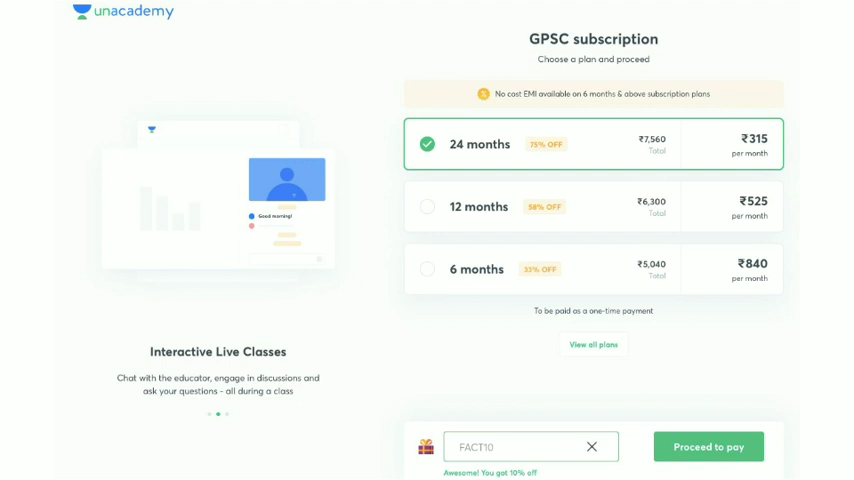 unacademy
GPSC subscription
Choose a plan and proceed
No cost EMI available on 6 months & above subscription plans
24 months 75% OFF ₹7,560 Total ₹315 per month
12 months 58% OFF ₹6,300 Total ₹525 per month
6 months 33% OFF ₹5,040 Total ₹840 per month
To be paid as a one-time payment
View all plans
Good morning!
Interactive Live Classes
Chat with the educator, engage in discussions and
ask your questions - all during a class
FACT10
Proceed to pay
Awesome! You got 10% off